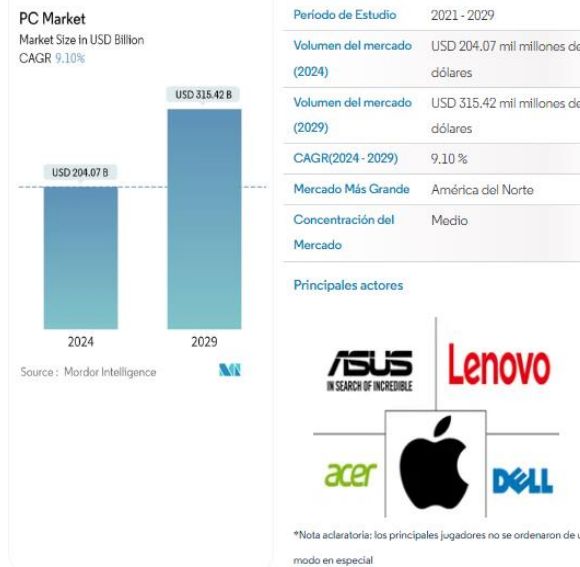 PC Market
Market Size in USD Billion
CAGR 9.10%
USD 315.42 B
USD 204.07 B
2024
2029
Source : Mordor Intelligence
Período de Estudio 2021 - 2029
Volumen del mercado (2024) USD 204.07 mil millones de
dólares
Volumen del mercado (2029) USD 315.42 mil millones de
dólares
CAGR(2024 - 2029) 9.10 %
Mercado Más Grande América del Norte
Concentración del Mercado Medio
Principales actores
ASUS
IN SEARCH OF INCREDIBLE
Lenovo
acer
DELL
*Nota aclaratoria: los principales jugadores no se ordenaron de u
modo en especial